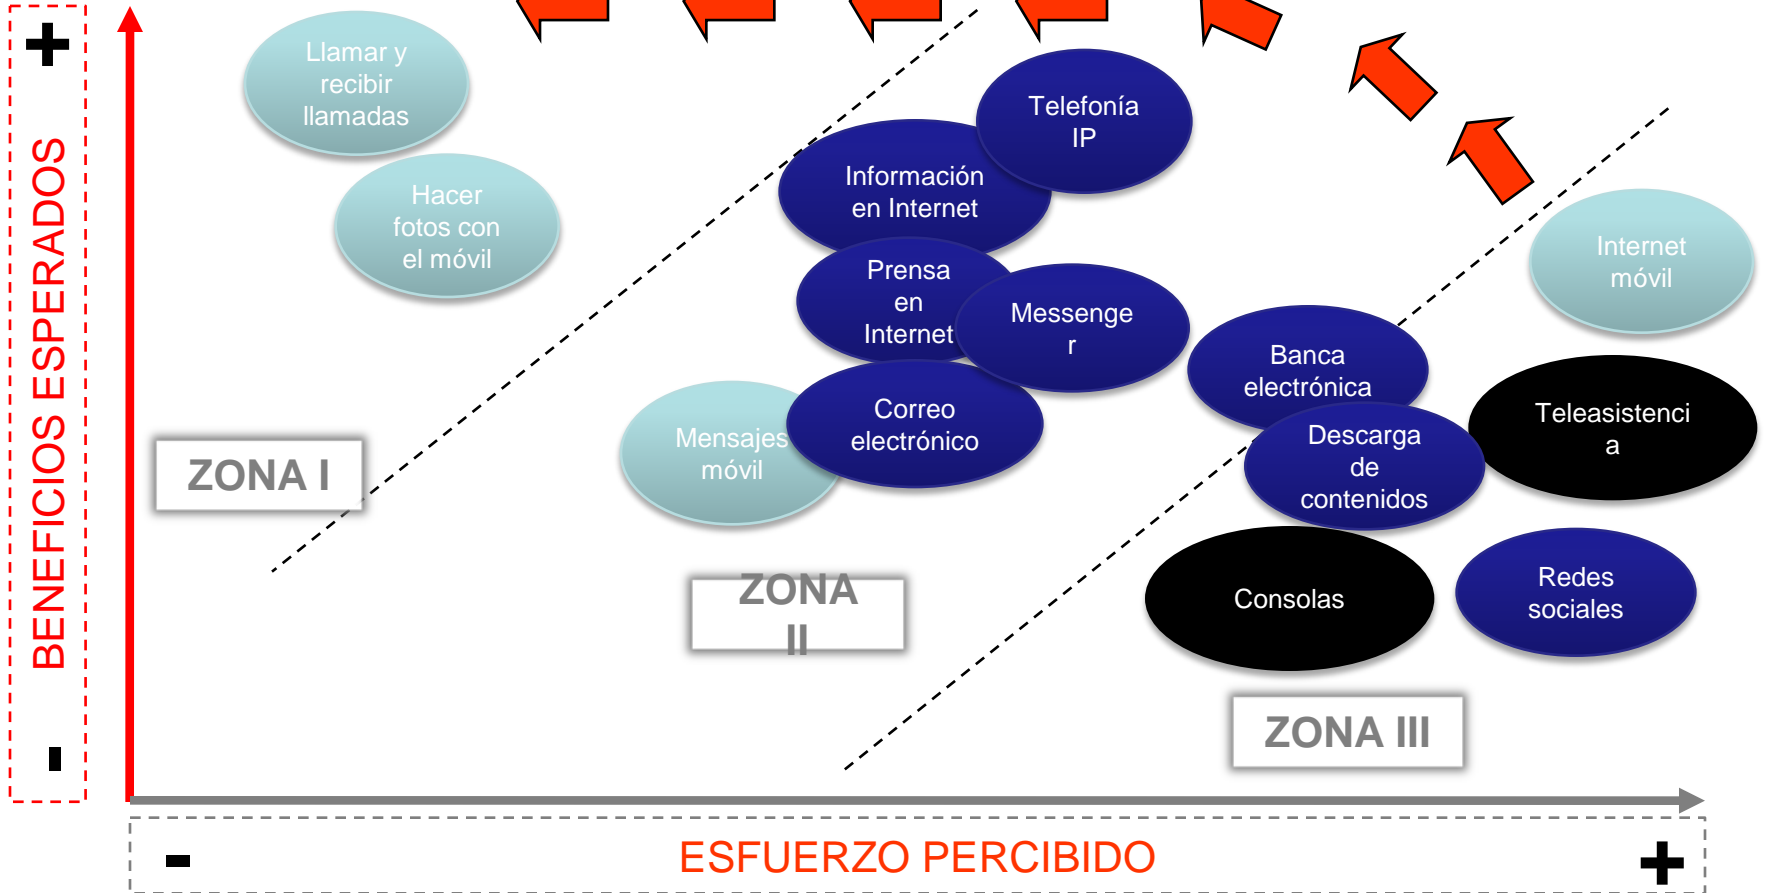 +
BENEFICIOS ESPERADOS
-
Llamar y
recibir
llamadas
Hacer
fotos con
el móvil
Telefonía
IP
Información
en Internet
Prensa
en
Internet
Messenge
r
Internet
móvil
Banca
electrónica
Mensajes
móvil
Correo
electrónico
Descarga
de
contenidos
Teleasistenci
a
ZONA I
ZONA
II
Consolas
Redes
sociales
ZONA III
-
ESFUERZO PERCIBIDO
+